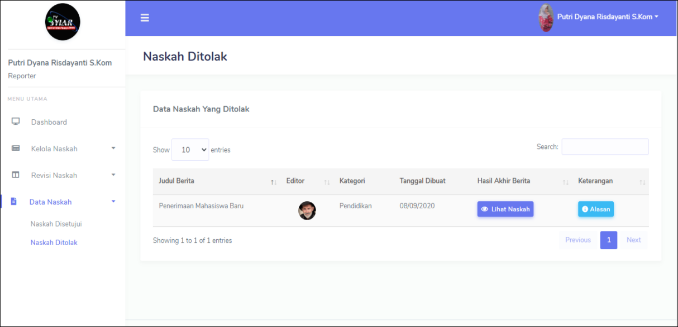 SYIAR
Putri Dyana Risdayanti S.Kom
Putri Dyana Risdayanti S.Kom
Reporter
MENU UTAMA
Dashboard
Kelola Naskah
Revisi Naskah
Data Naskah
Naskah Disetujui
Naskah Ditolak
Naskah Ditolak
Data Naskah Yang Ditolak
Show 10 entries
Search:
Judul Berita Editor Kategori Tanggal Dibuat Hasil Akhir Berita Keterangan
Penerimaan Mahasiswa Baru Pendidikan 08/09/2020 Lihat Naskah Alasan
Showing 1 to 1 of 1 entries
Previous 1 Next